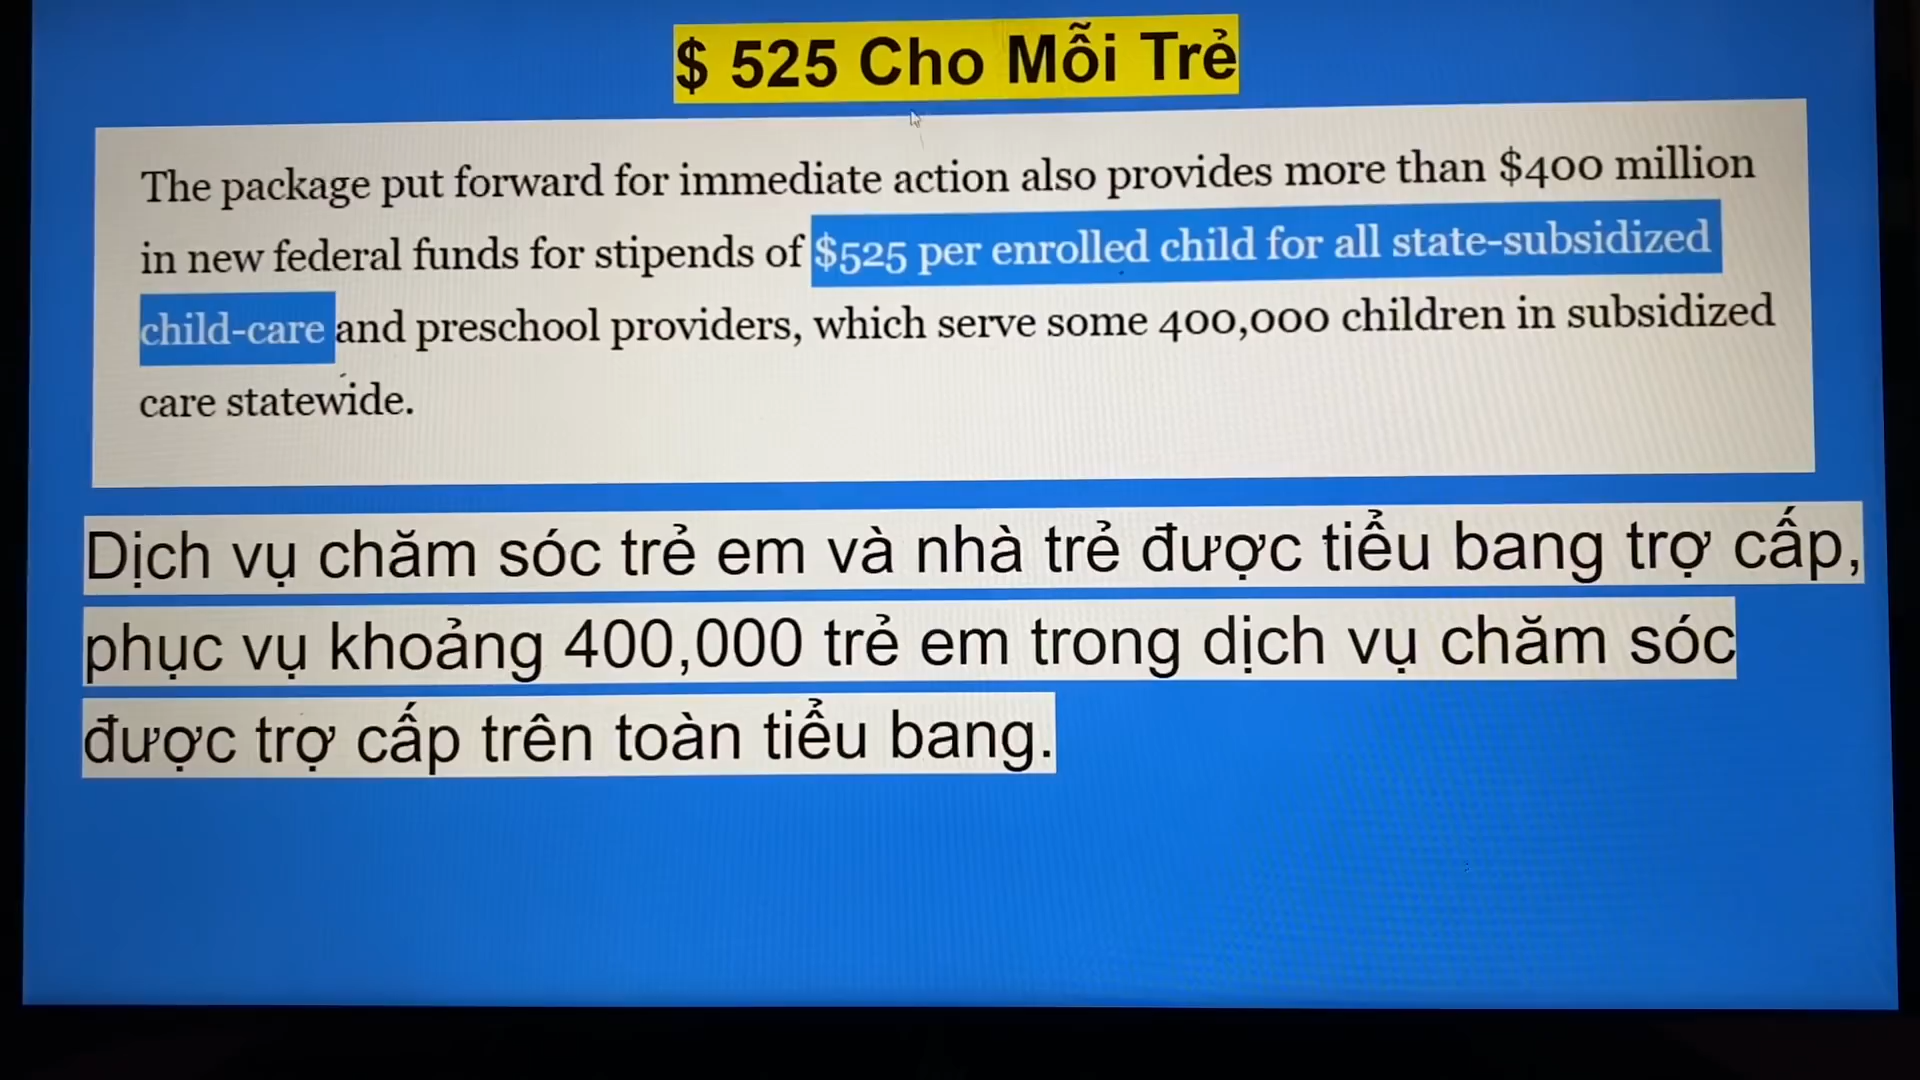 $ 525 Cho Mỗi Trẻ
The package put forward for immediate action also provides more than $400 million
in new federal funds for stipends of $525 per enrolled child for all state-subsidized
child-care and preschool providers, which serve some 400,000 children in subsidized
care statewide.
Dịch vụ chăm sóc trẻ em và nhà trẻ được tiểu bang trợ cấp,
phục vụ khoảng 400,000 trẻ em trong dịch vụ chăm sóc
được trợ cấp trên toàn tiểu bang.